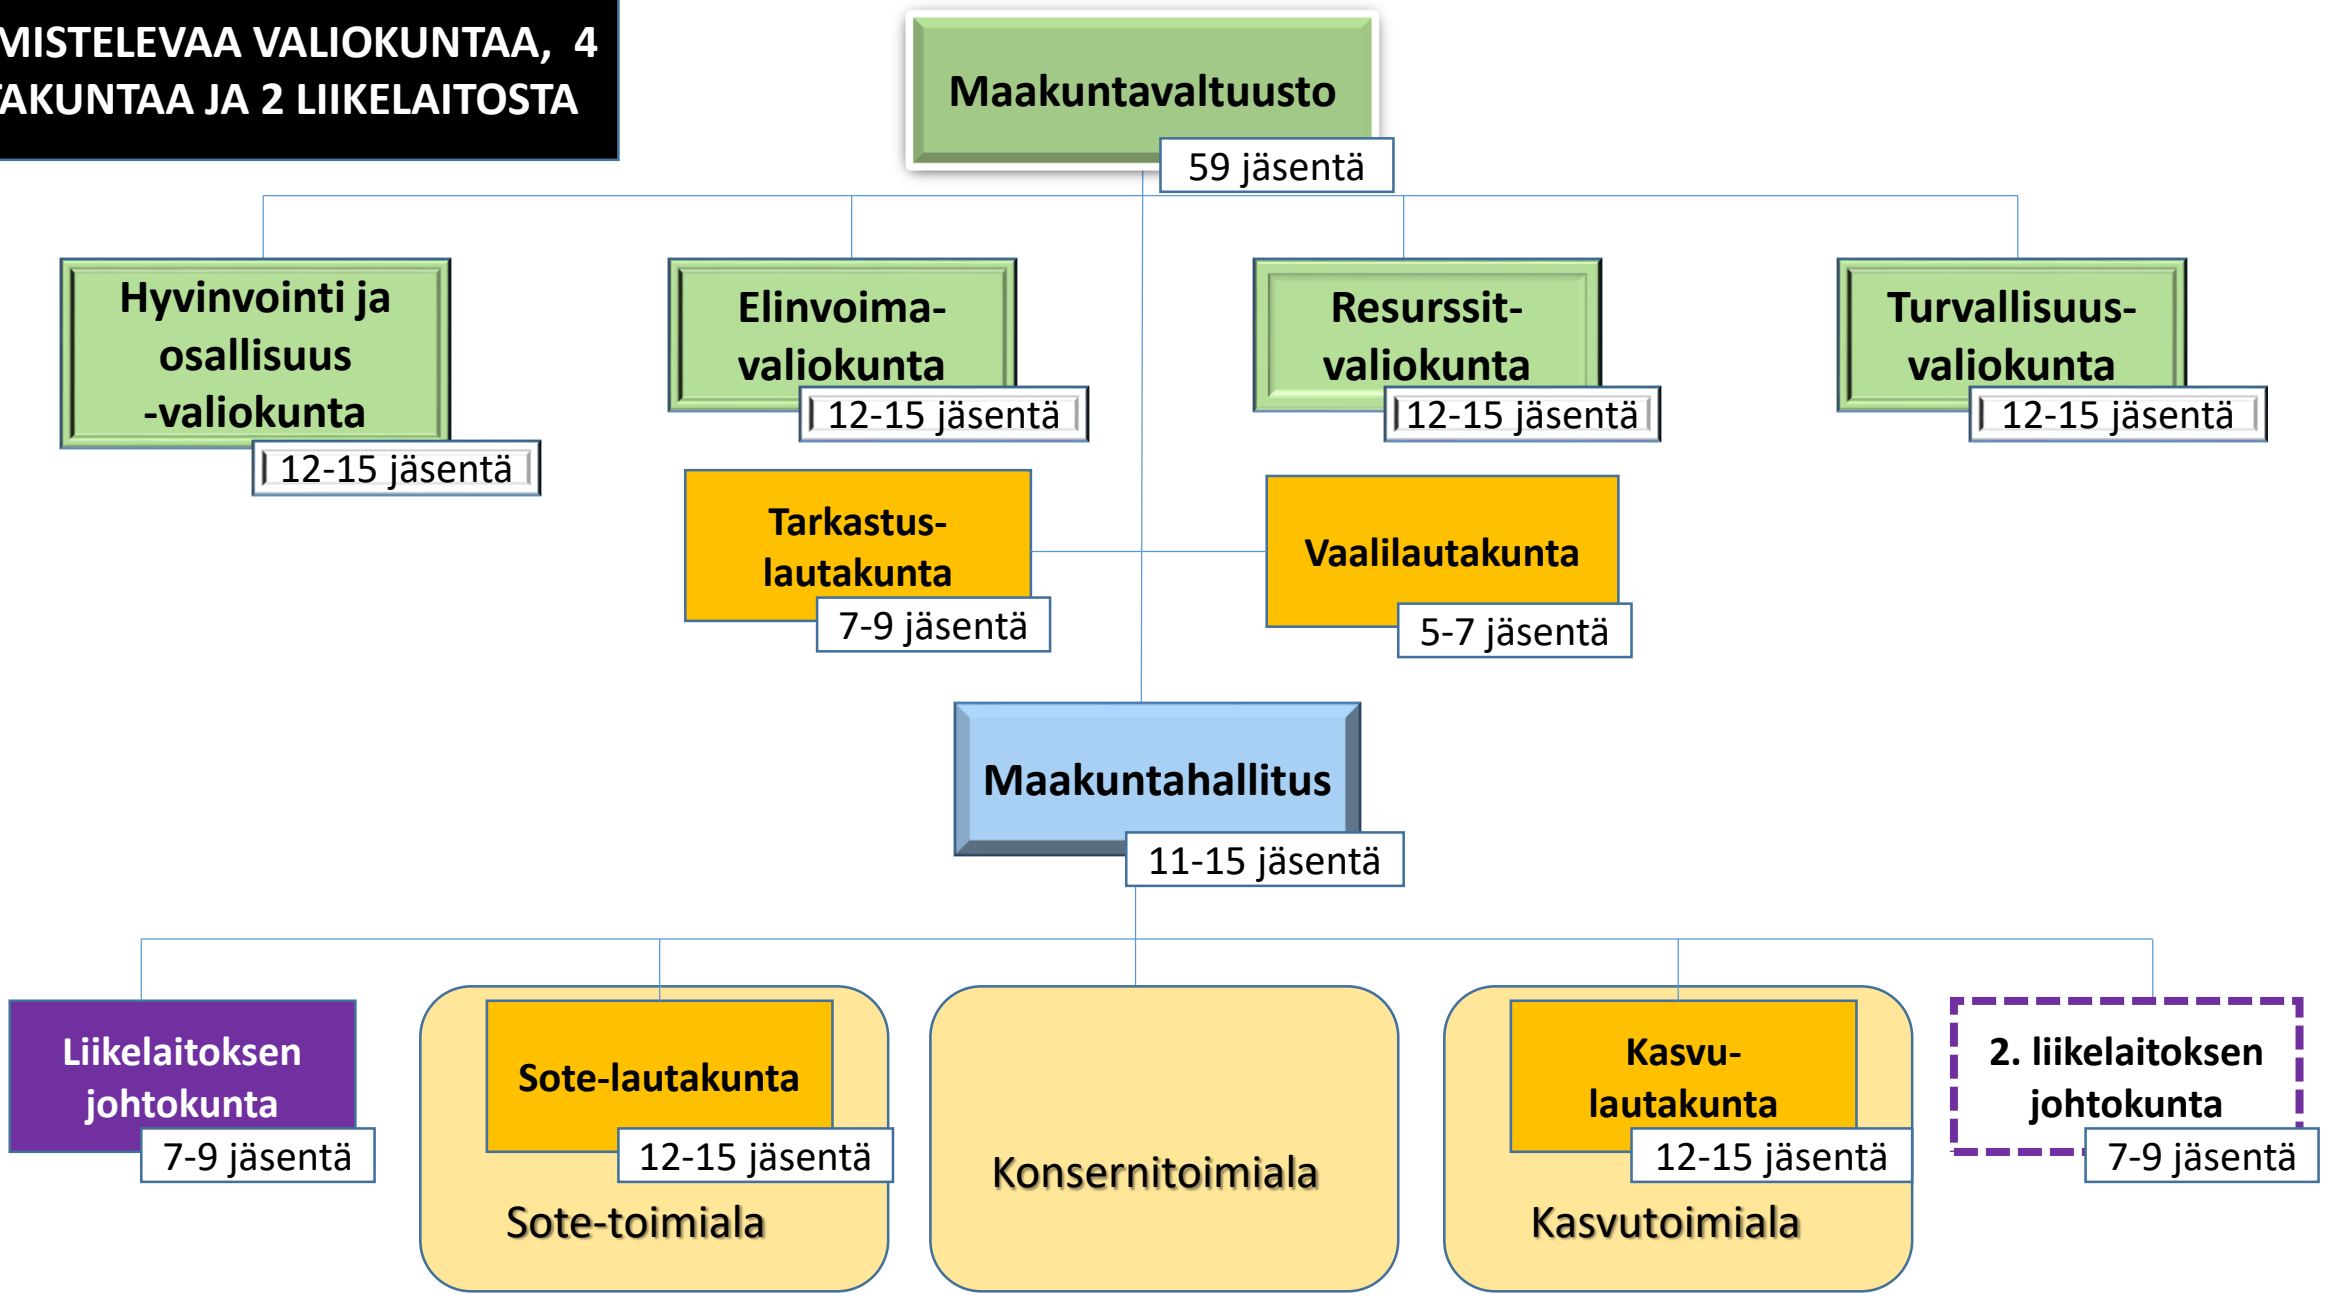 MISTELEVAA VALIOKUNTAA, 4
TAKUNTAA JA 2 LIIKELAITOSTA
Maakuntavaltuusto
59 jäsentä
Hyvinvointi ja
osallisuus
-valiokunta
12-15 jäsentä
Elinvoima-
valiokunta
12-15 jäsentä
Resurssit-
valiokunta
12-15 jäsentä
Turvallisuus-
valiokunta
12-15 jäsentä
Tarkastus-
lautakunta
7-9 jäsentä
Vaalilautakunta
5-7 jäsentä
Maakuntahallitus
11-15 jäsentä
Liikelaitoksen
johtokunta
7-9 jäsentä
Sote-lautakunta
12-15 jäsentä
Sote-toimiala
Konsernitoimiala
Kasvu-
lautakunta
12-15 jäsentä
Kasvutoimiala
2. liikelaitoksen
johtokunta
7-9 jäsentä